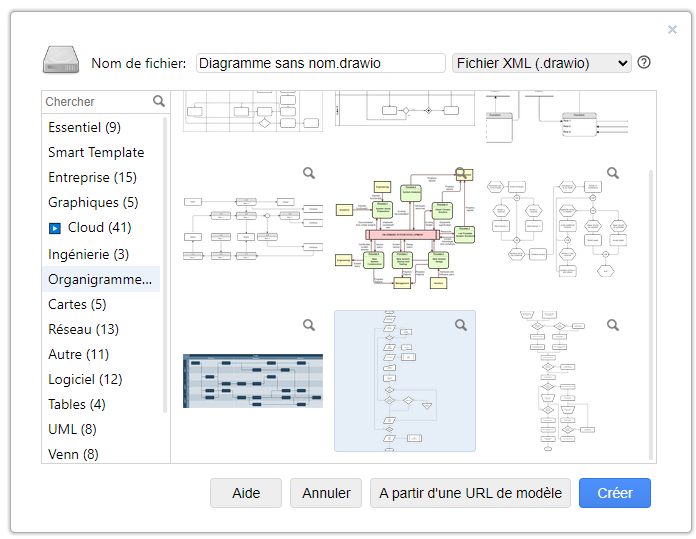 Nom de fichier:
Diagramme sans nom.drawio
Fichier XML (.drawio)
Chercher
Essentiel (9)
Smart Template
Entreprise (15)
Graphiques (5)
Cloud (41)
Ingénierie (3)
Organigramme...
Cartes (5)
Réseau (13)
Autre (11)
Logiciel (12)
Tables (4)
UML (8)
Venn (8)
Aide
Annuler
A partir d'une URL de modèle
Créer